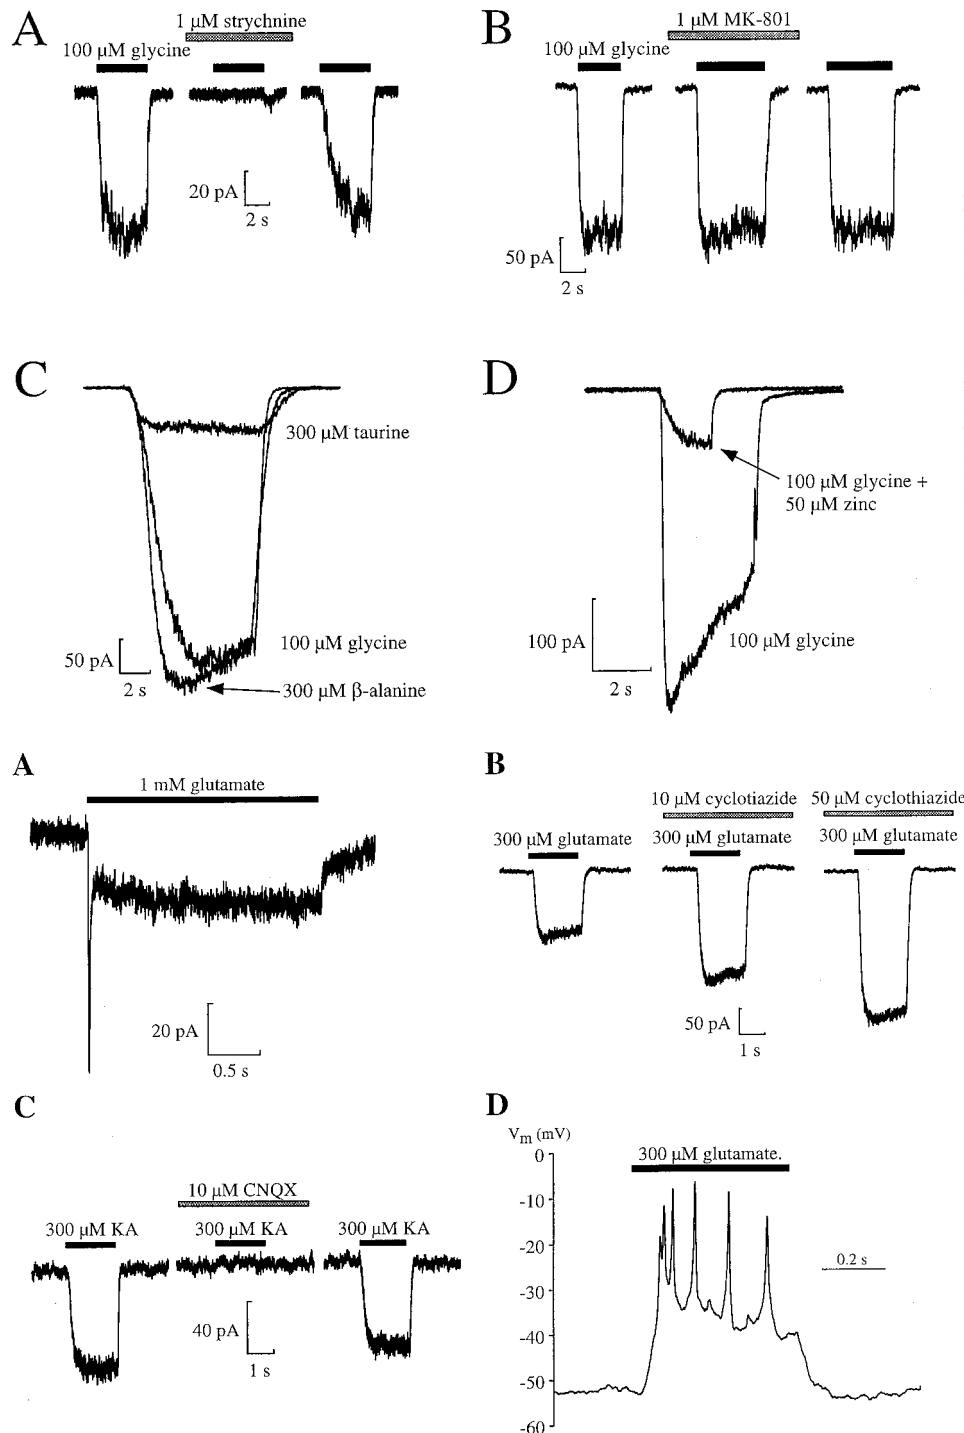 A
1 µM strychnine
100 µM glycine
20 pA
2 s
B
1 µM MK-801
100 µM glycine
50 pA
2 s
C
300 µM taurine
100 µM glycine
50 pA
2 s
300 µM β-alanine
D
100 µM glycine +
50 µM zinc
100 pA
2 s
100 µM glycine
A
1 mM glutamate
20 pA
0.5 s
B
10 µM cyclotiazide
50 µM cyclothiazide
300 µM glutamate
300 µM glutamate
300 µM glutamate
50 pA
1 s
C
10 µM CNQX
300 µM KA
300 µM KA
300 µM KA
40 pA
1 s
D
Vm (mV)
300 µM glutamate.
0
-10
-20
-30
-40
-50
-60
0.2 s